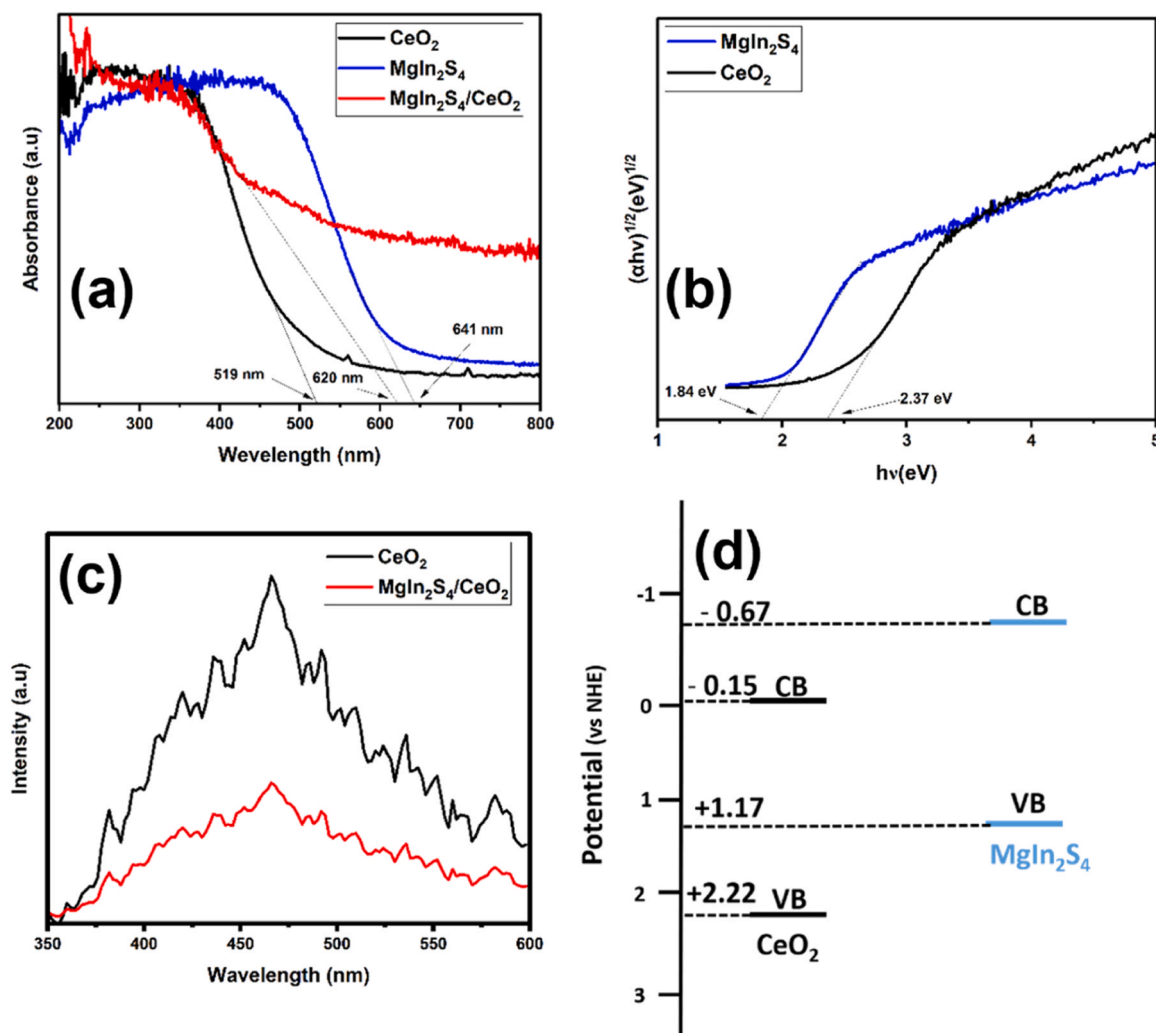 (a)
CeO₂
MgIn₂S₄
MgIn₂S₄/CeO₂
Absorbance (a.u)
519 nm
620 nm
641 nm
200 300 400 500 600 700 800
Wevelength (nm)
(b)
MgIn₂S₄
CeO₂
(αhν)^1/2(eV)^1/2
1.84 eV
2.37 eV
1 2 3 4 5
hν(eV)
(c)
CeO₂
MgIn₂S₄/CeO₂
Intensity (a.u)
350 400 450 500 550 600
Wavelength (nm)
(d)
Potential (vs NHE)
-1
0
1
2
3
- 0.67
CB
- 0.15
CB
+1.17
VB
MgIn₂S₄
+2.22
VB
CeO₂